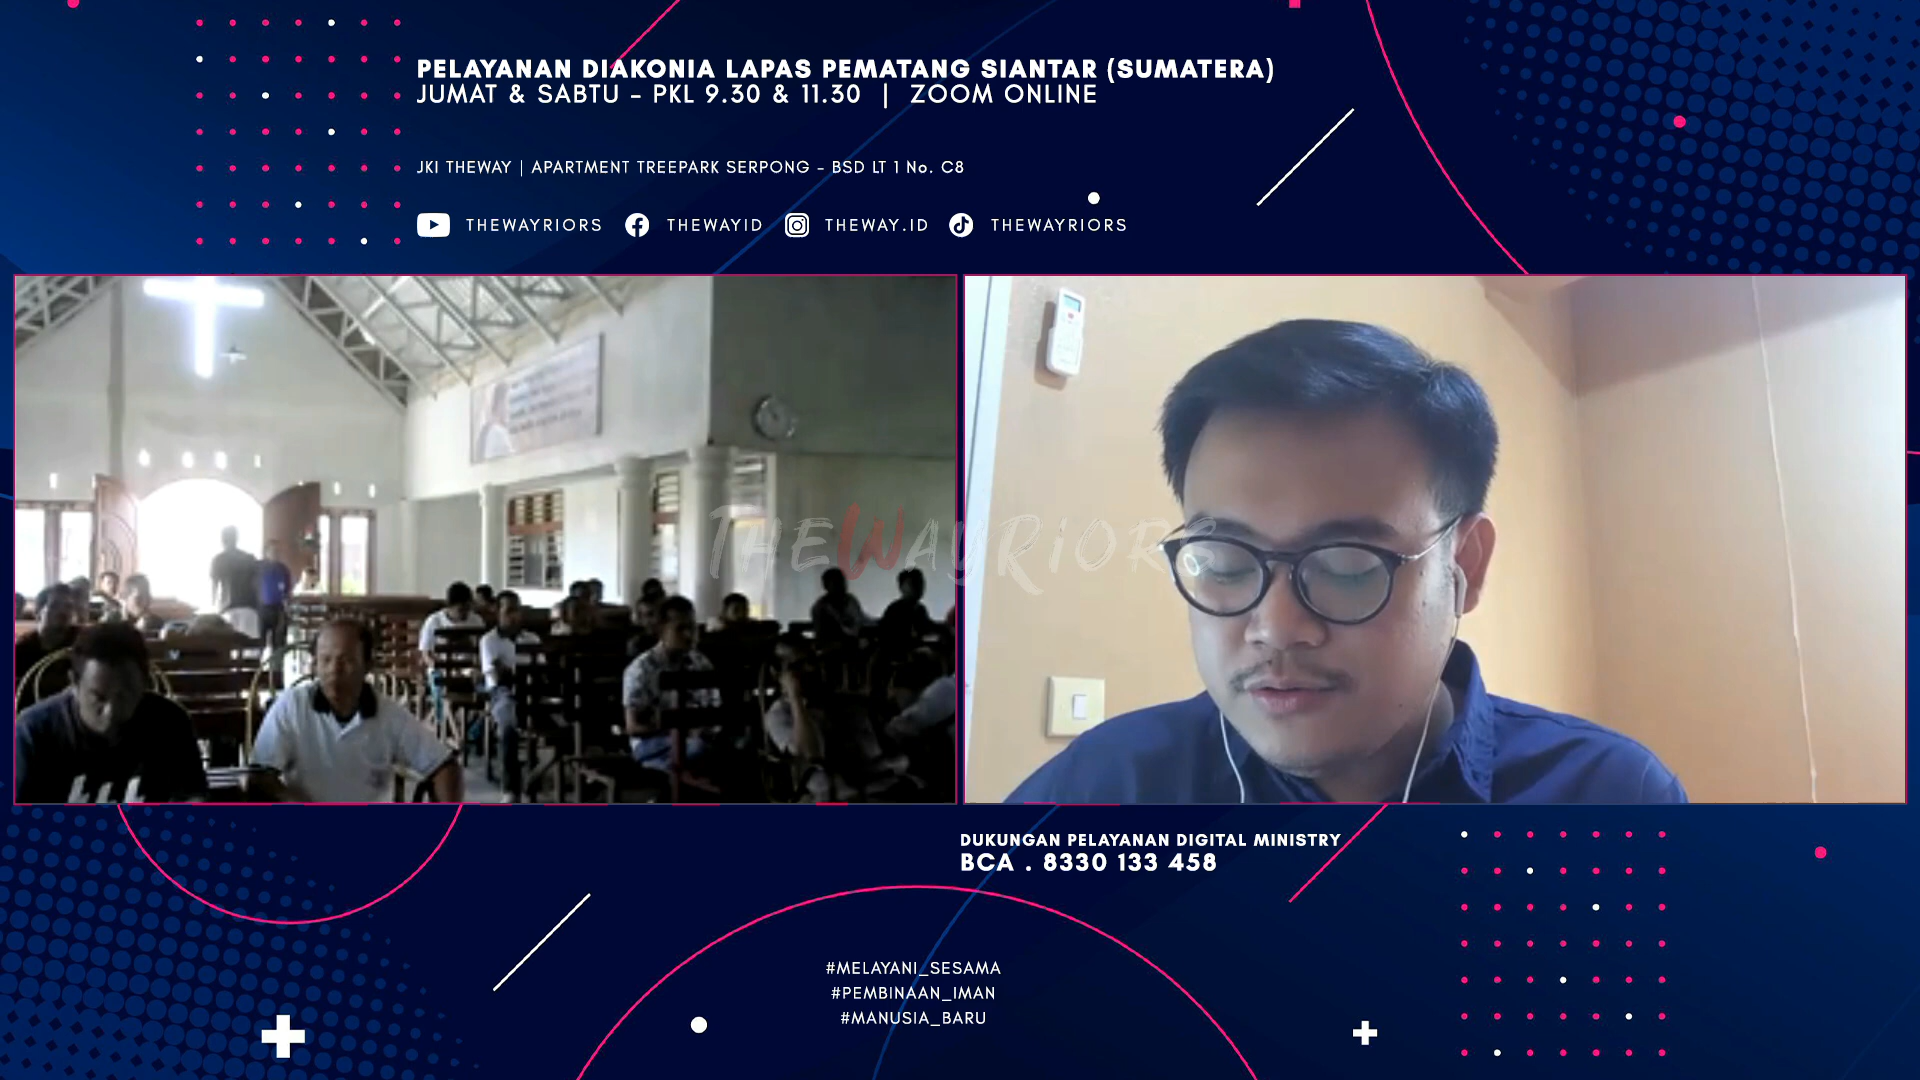 PELAYANAN DIAKONIA LAPAS PEMATANG SIANTAR (SUMATERA)
JUMAT & SABTU - PKL 9.30 & 11.30 | ZOOM ONLINE
JKI THEWAY | APARTMENT TREEPARK SERPONG - BSD LT 1 No. C8
THEWAYRIORS THEWAYID THEWAY.ID THEWAYRIORS
THEWAYRIORS
DUKUNGAN PELAYANAN DIGITAL MINISTRY
BCA . 8330 133 458
#MELAYANI_SESAMA
#PEMBINAAN_IMAN
#MANUSIA_BARU